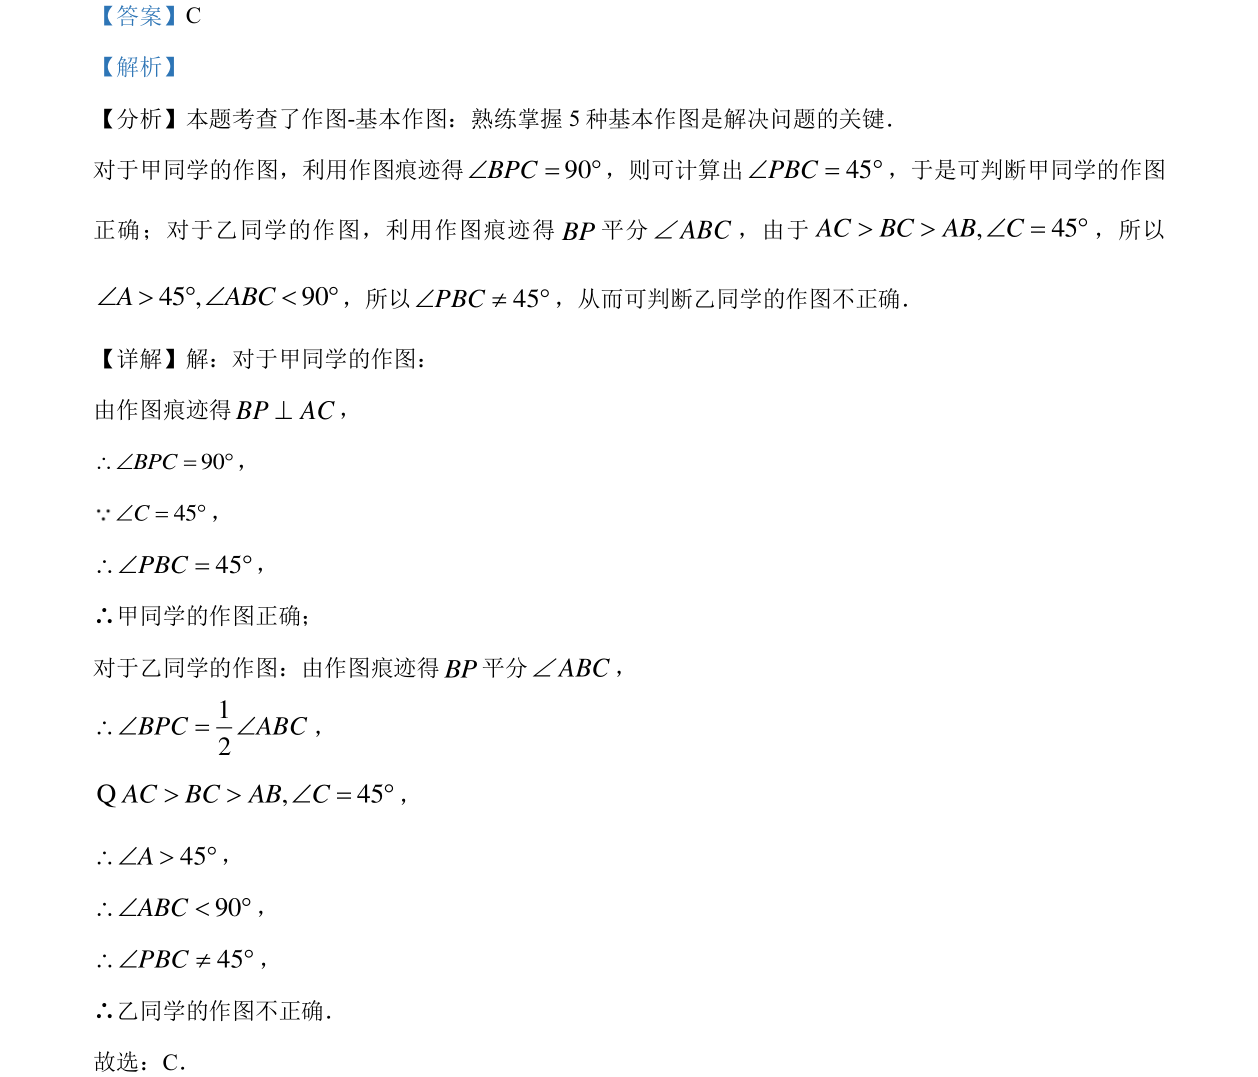 【答案】C
【解析】
【分析】本题考查了作图-基本作图：熟练掌握 5 种基本作图是解决问题的关键．
对于甲同学的作图，利用作图痕迹得∠BPC = 90°，则可计算出∠PBC = 45°，于是可判断甲同学的作图
正确；对于乙同学的作图，利用作图痕迹得 BP 平分 ∠ABC ，由于 AC > BC > AB, ∠C = 45°，所以
∠A > 45°, ∠ABC < 90°，所以∠PBC ≠ 45°，从而可判断乙同学的作图不正确．
【详解】解：对于甲同学的作图：
由作图痕迹得BP ⊥ AC，
∴∠BPC = 90°，
∵∠C = 45°，
∴∠PBC = 45°，
∴甲同学的作图正确；
对于乙同学的作图：由作图痕迹得 BP 平分 ∠ABC，
∴∠BPC = 1/2 ∠ABC，
Q AC > BC > AB, ∠C = 45°，
∴∠A > 45°，
∴∠ABC < 90°，
∴∠PBC ≠ 45°，
∴乙同学的作图不正确．
故选：C．